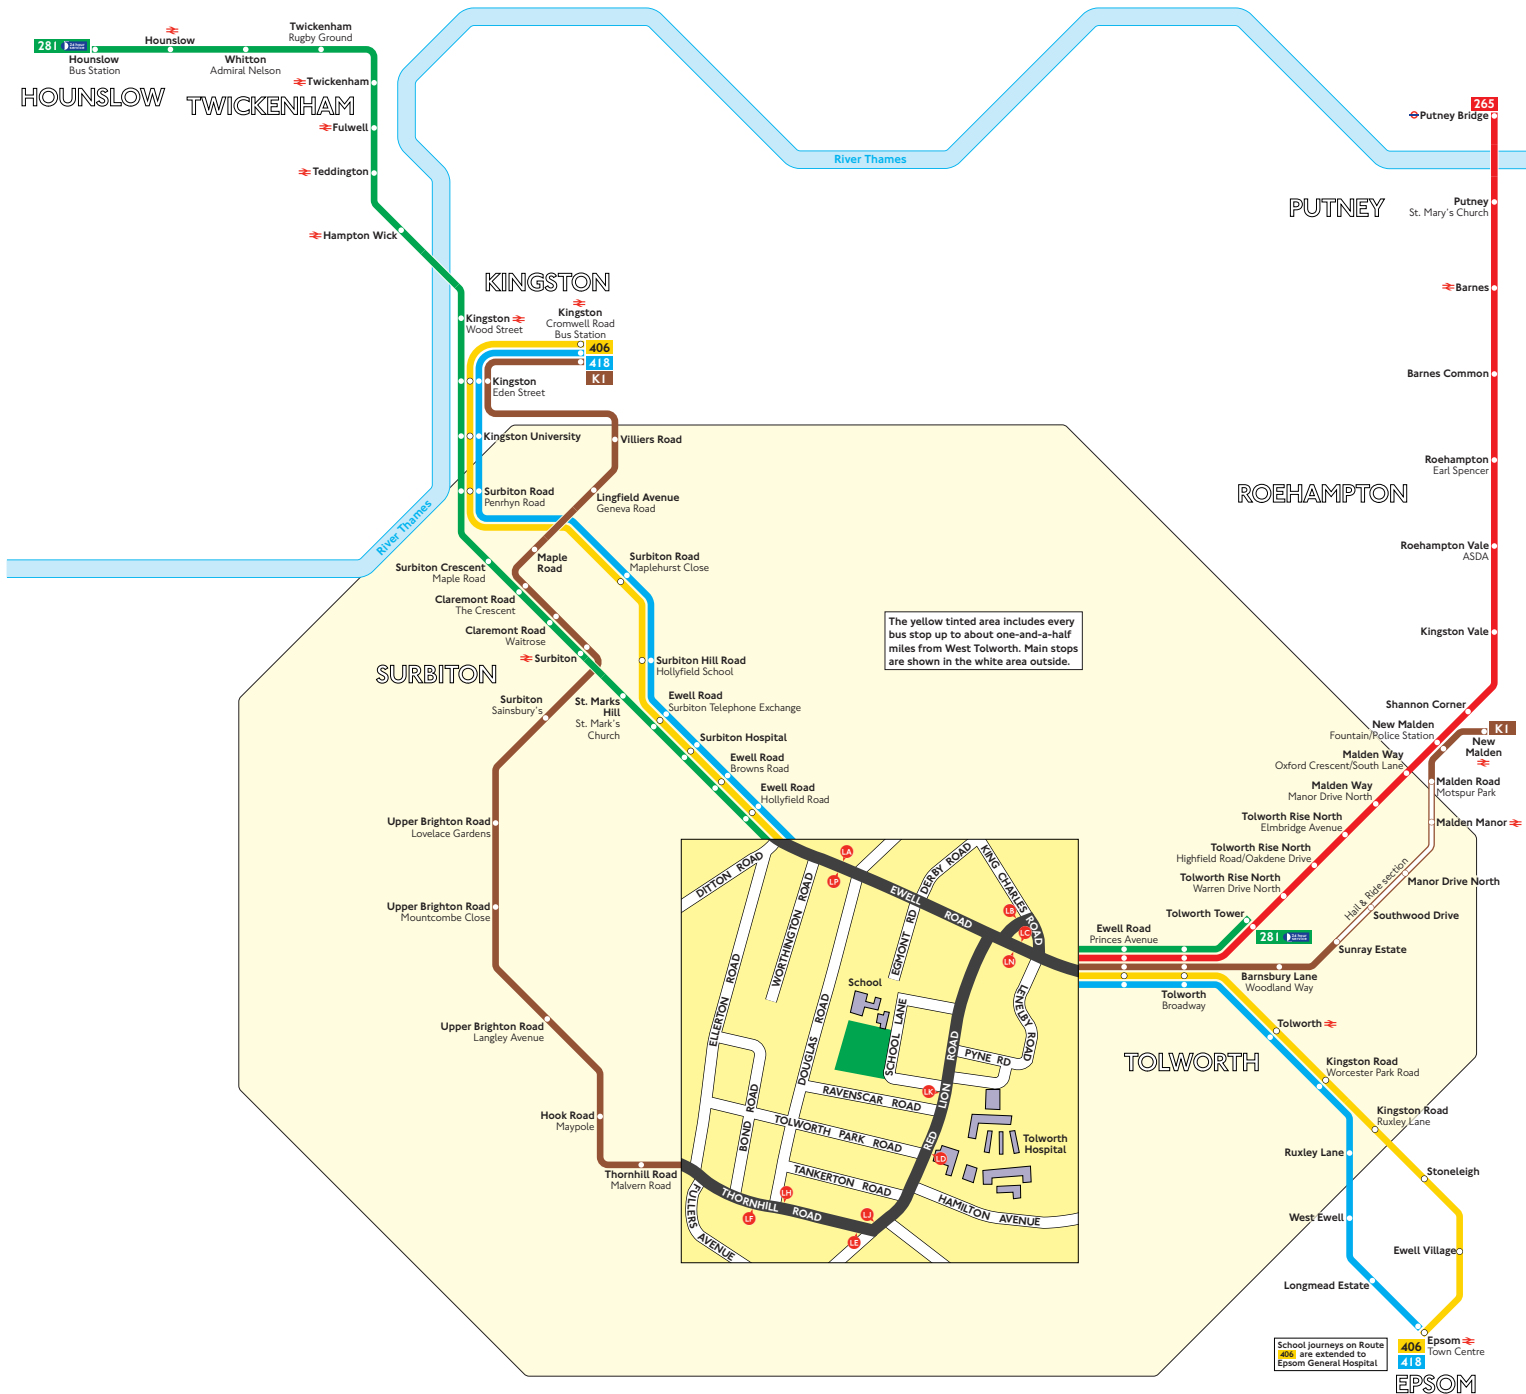 281 24 hour service
Hounslow
Bus Station
Hounslow
Whitton
Admiral Nelson
Twickenham
Rugby Ground
HOUNSLOW
TWICKENHAM
Twickenham
Fulwell
Teddington
Hampton Wick
River Thames
265
Putney Bridge
PUTNEY
Putney
St. Mary's Church
Barnes
Barnes Common
Roehampton
Earl Spencer
ROEHAMPTON
Roehampton Vale
ASDA
Kingston Vale
Shannon Corner
New Malden
Fountain/Police Station
K1
New
Malden
Malden Way
Oxford Crescent/South Lane
Malden Road
Motspur Park
Malden Way
Manor Drive North
Malden Manor
Tolworth Rise North
Elmbridge Avenue
Tolworth Rise North
Highfield Road/Oakdene Drive
Tolworth Rise North
Warren Drive North
Hail & Ride section
Manor Drive North
Southwood Drive
Sunray Estate
Tolworth Tower
281 24 hour service
KINGSTON
Kingston
Cromwell Road
Bus Station
406
418
K1
Kingston
Wood Street
Kingston
Eden Street
Kingston University
Villiers Road
Surbiton Road
Penrhyn Road
Lingfield Avenue
Geneva Road
River Thames
Surbiton Crescent
Maple Road
Maple
Road
Surbiton Road
Maplehurst Close
Claremont Road
The Crescent
Claremont Road
Waitrose
Surbiton
SURBITON
The yellow tinted area includes every
bus stop up to about one-and-a-half
miles from West Tolworth. Main stops
are shown in the white area outside.
Surbiton Hill Road
Hollyfield School
Surbiton
Sainsbury's
St. Marks
Hill
St. Mark's
Church
Ewell Road
Surbiton Telephone Exchange
Surbiton Hospital
Ewell Road
Browns Road
Ewell Road
Hollyfield Road
Upper Brighton Road
Lovelace Gardens
Upper Brighton Road
Mountcombe Close
Upper Brighton Road
Langley Avenue
Hook Road
Maypole
Thornhill Road
Malvern Road
DITTON ROAD
WORTHINGTON ROAD
ELLERTON ROAD
DOUGLAS ROAD
EWELL ROAD
EGMONT RD
DERBY ROAD
KING CHARLES ROAD
LENELBY ROAD
PYNE RD
School
SCHOOL LANE
RED LION ROAD
RAVENSCAR ROAD
TOLWORTH PARK ROAD
BOND ROAD
TANKERTON ROAD
THORNHILL ROAD
HAMILTON AVENUE
FULLERS AVENUE
Tolworth
Hospital
LA
LP
LB
LC
LN
LK
LD
LH
LF
LJ
LE
Ewell Road
Princes Avenue
Tolworth
Broadway
Barnsbury Lane
Woodland Way
TOLWORTH
Tolworth
Kingston Road
Worcester Park Road
Kingston Road
Ruxley Lane
Ruxley Lane
Stoneleigh
West Ewell
Ewell Village
Longmead Estate
School journeys on Route
406 are extended to
Epsom General Hospital
406
418
Epsom
Town Centre
EPSOM